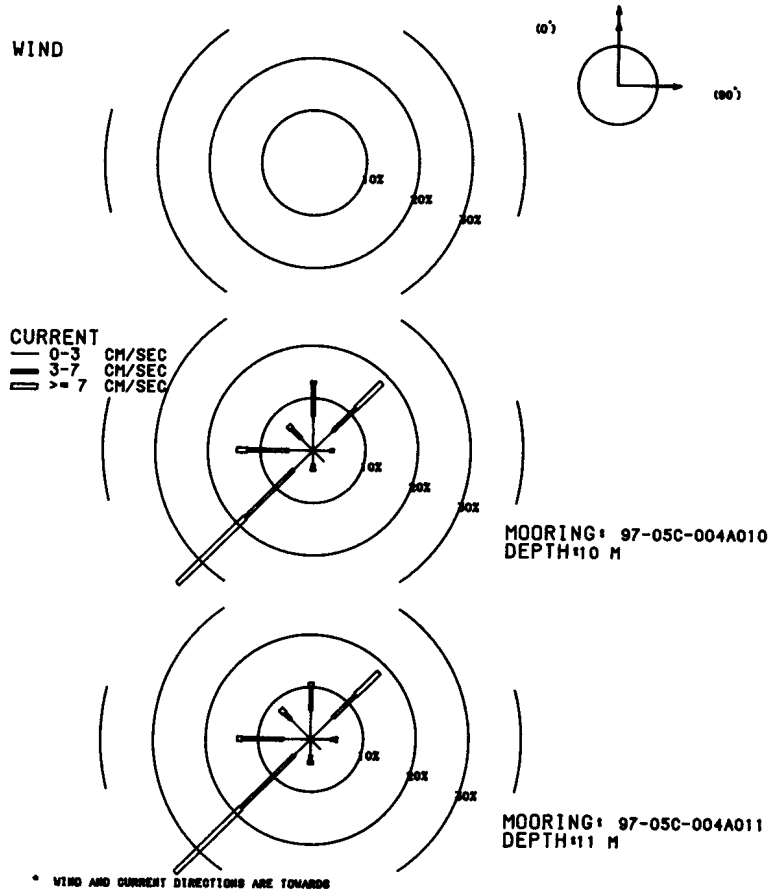 WIND
(0°)
(90°)
10%
20%
30%
CURRENT
0-3 CM/SEC
3-7 CM/SEC
>= 7 CM/SEC
10%
20%
30%
MOORING: 97-05C-004A010
DEPTH:10 M
10%
20%
30%
MOORING: 97-05C-004A011
DEPTH:11 M
* WIND AND CURRENT DIRECTIONS ARE TOWARDS